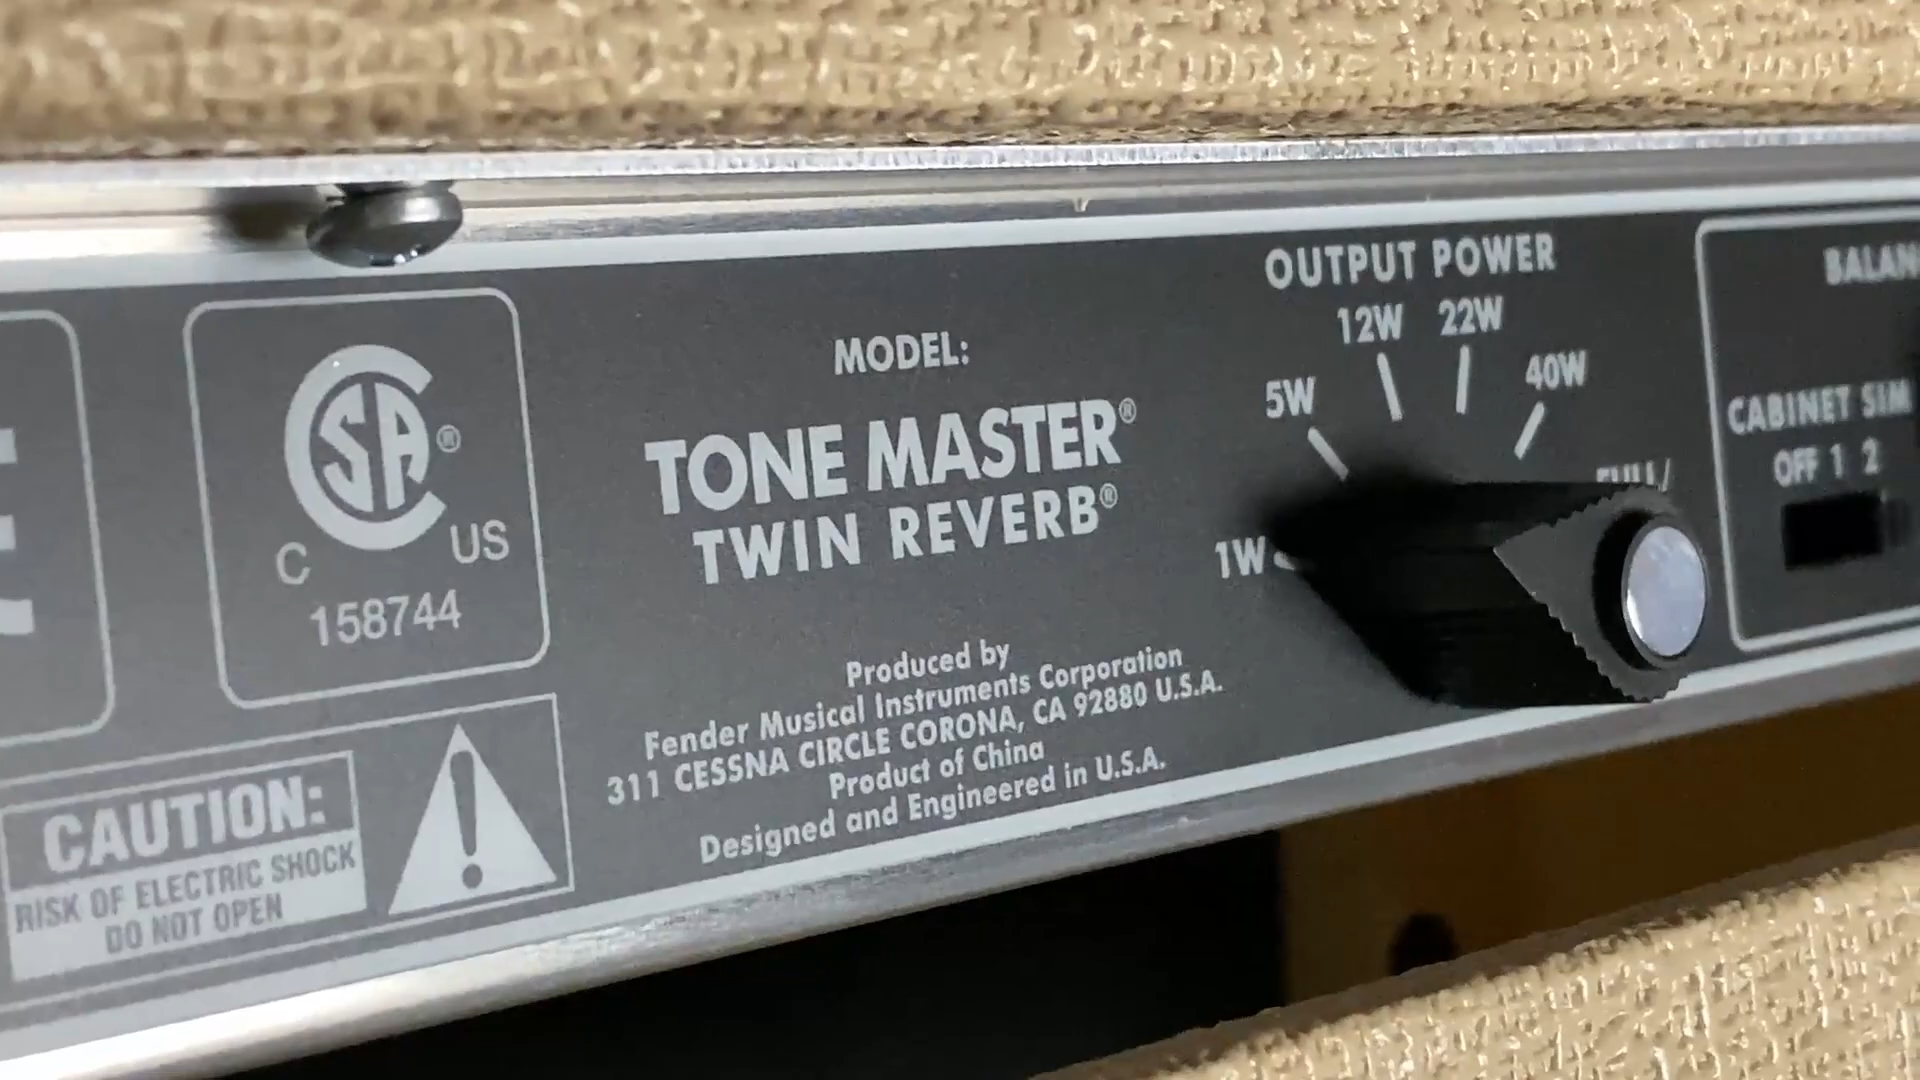 CSA®
C US
158744
CAUTION:
RISK OF ELECTRIC SHOCK
DO NOT OPEN
MODEL:
TONE MASTER®
TWIN REVERB®
Produced by
Fender Musical Instruments Corporation
311 CESSNA CIRCLE CORONA, CA 92880 U.S.A.
Product of China
Designed and Engineered in U.S.A.
OUTPUT POWER
12W 22W
5W 40W
1W FULL/
CABINET SIM
OFF 1 2